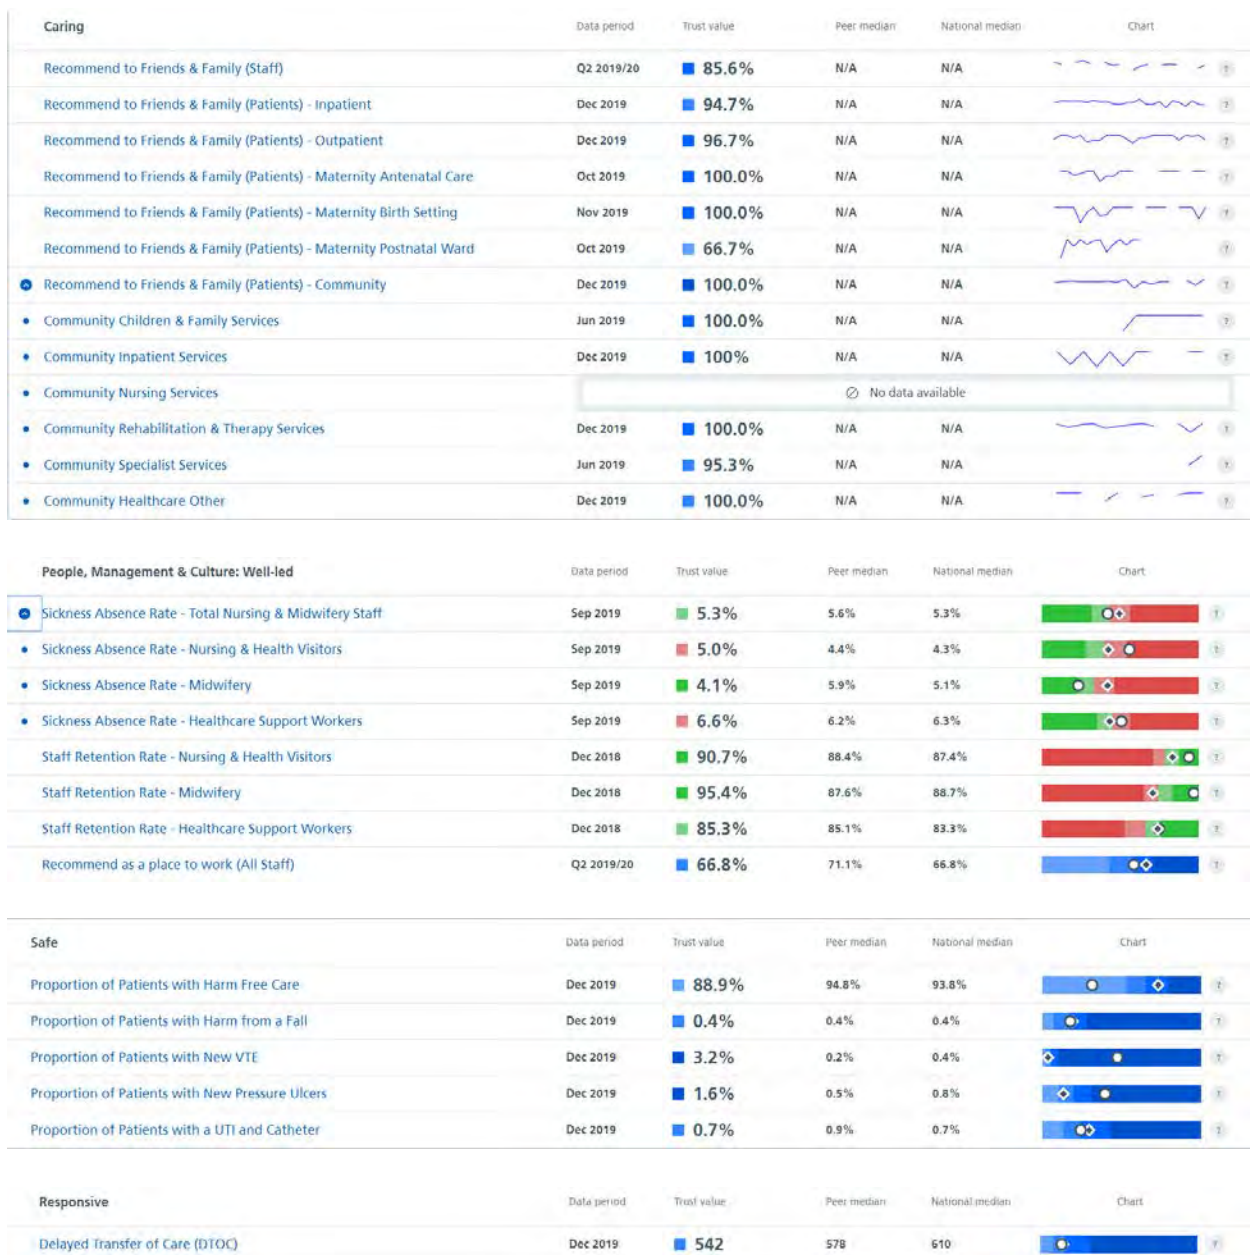 Caring Data period Trust value Peer median National median Chart
Recommend to Friends & Family (Staff) Q2 2019/20 85.6% N/A N/A ?
Recommend to Friends & Family (Patients) - Inpatient Dec 2019 94.7% N/A N/A ?
Recommend to Friends & Family (Patients) - Outpatient Dec 2019 96.7% N/A N/A ?
Recommend to Friends & Family (Patients) - Maternity Antenatal Care Oct 2019 100.0% N/A N/A ?
Recommend to Friends & Family (Patients) - Maternity Birth Setting Nov 2019 100.0% N/A N/A ?
Recommend to Friends & Family (Patients) - Maternity Postnatal Ward Oct 2019 66.7% N/A N/A ?
Recommend to Friends & Family (Patients) - Community Dec 2019 100.0% N/A N/A ?
• Community Children & Family Services Jun 2019 100.0% N/A N/A ?
• Community Inpatient Services Dec 2019 100% N/A N/A ?
• Community Nursing Services No data available
• Community Rehabilitation & Therapy Services Dec 2019 100.0% N/A N/A ?
• Community Specialist Services Jun 2019 95.3% N/A N/A ?
• Community Healthcare Other Dec 2019 100.0% N/A N/A ?
People, Management & Culture: Well-led Data period Trust value Peer median National median Chart
Sickness Absence Rate - Total Nursing & Midwifery Staff Sep 2019 5.3% 5.6% 5.3% ?
• Sickness Absence Rate - Nursing & Health Visitors Sep 2019 5.0% 4.4% 4.3% ?
• Sickness Absence Rate - Midwifery Sep 2019 4.1% 5.9% 5.1% ?
• Sickness Absence Rate - Healthcare Support Workers Sep 2019 6.6% 6.2% 6.3% ?
Staff Retention Rate - Nursing & Health Visitors Dec 2018 90.7% 88.4% 87.4% ?
Staff Retention Rate - Midwifery Dec 2018 95.4% 87.6% 88.7% ?
Staff Retention Rate - Healthcare Support Workers Dec 2018 85.3% 85.1% 83.3% ?
Recommend as a place to work (All Staff) Q2 2019/20 66.8% 71.1% 66.8% ?
Safe Data period Trust value Peer median National median Chart
Proportion of Patients with Harm Free Care Dec 2019 88.9% 94.8% 93.8% ?
Proportion of Patients with Harm from a Fall Dec 2019 0.4% 0.4% 0.4% ?
Proportion of Patients with New VTE Dec 2019 3.2% 0.2% 0.4% ?
Proportion of Patients with New Pressure Ulcers Dec 2019 1.6% 0.5% 0.8% ?
Proportion of Patients with a UTI and Catheter Dec 2019 0.7% 0.9% 0.7% ?
Responsive Data period Trust value Peer median National median Chart
Delayed Transfer of Care (DTOC) Dec 2019 542 578 610 ?